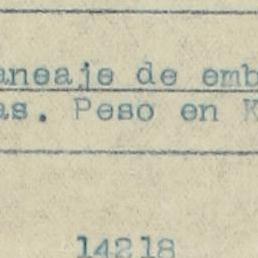 aneaje de emb
as. Peso en K
14218